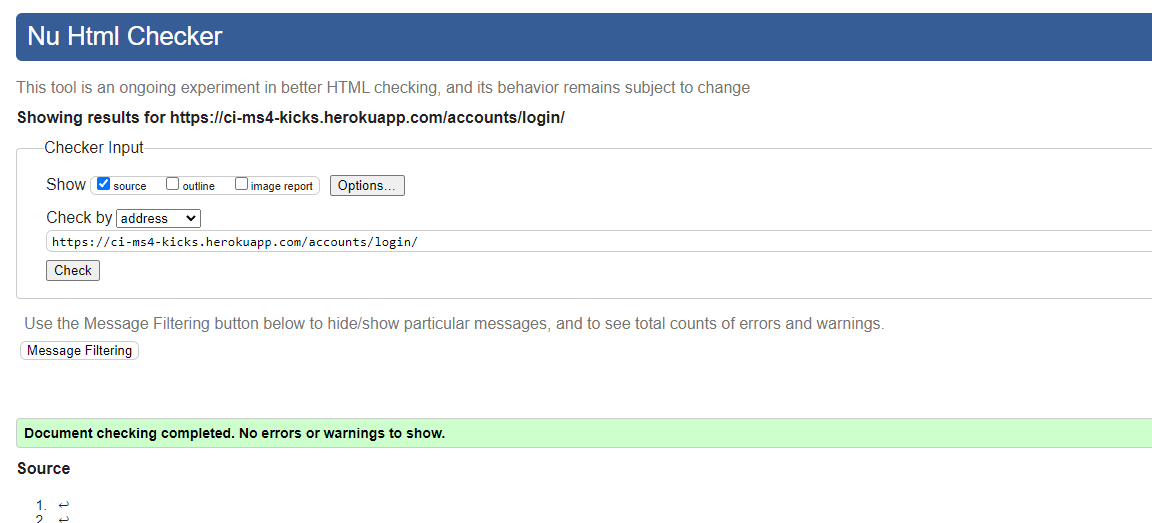 Nu Html Checker
This tool is an ongoing experiment in better HTML checking, and its behavior remains subject to change
Showing results for https://ci-ms4-kicks.herokuapp.com/accounts/login/
Checker Input
Show source outline image report Options...
Check by address
https://ci-ms4-kicks.herokuapp.com/accounts/login/
Check
Use the Message Filtering button below to hide/show particular messages, and to see total counts of errors and warnings.
Message Filtering
Document checking completed. No errors or warnings to show.
Source
1. ↩
2. ↩